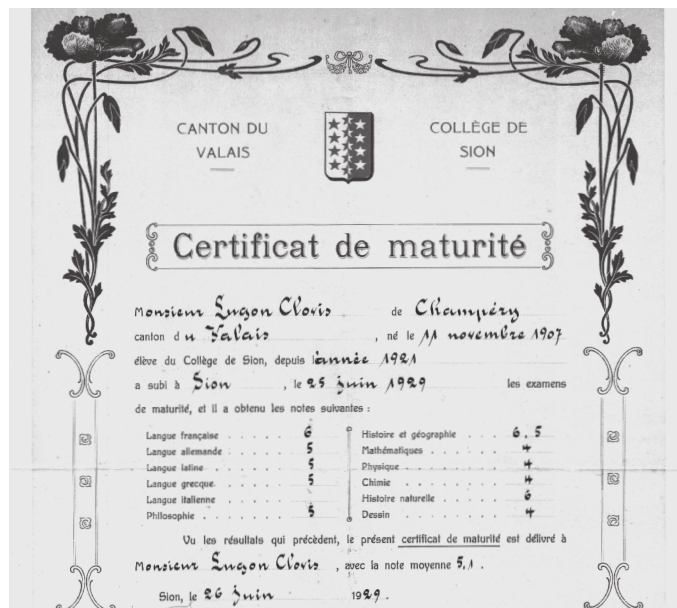 CANTON DU
VALAIS
COLLÈGE DE
SION
Certificat de maturité
Monsieur Lugon Clovis de Champéry
canton du Valais, né le 11 novembre 1907
élève du Collège de Sion, depuis l'année 1921
a subi à Sion, le 25 juin 1929 les examens
de maturité, et il a obtenu les notes suivantes :
Langue française . . . . . 6
Langue allemande . . . . . 5
Langue latine . . . . . 5
Langue grecque . . . . . 5
Langue italienne . . . . .
Philosophie . . . . . 5
Histoire et géographie . . . 6, 5
Mathématiques . . . . . 4
Physique . . . . . 4
Chimie . . . . . 4
Histoire naturelle . . . . . 6
Dessin . . . . . 4
Vu les résultats qui précèdent, le présent certificat de maturité est délivré à
Monsieur Lugon Clovis, avec la note moyenne 5,1.
Sion, le 26 juin 1929.